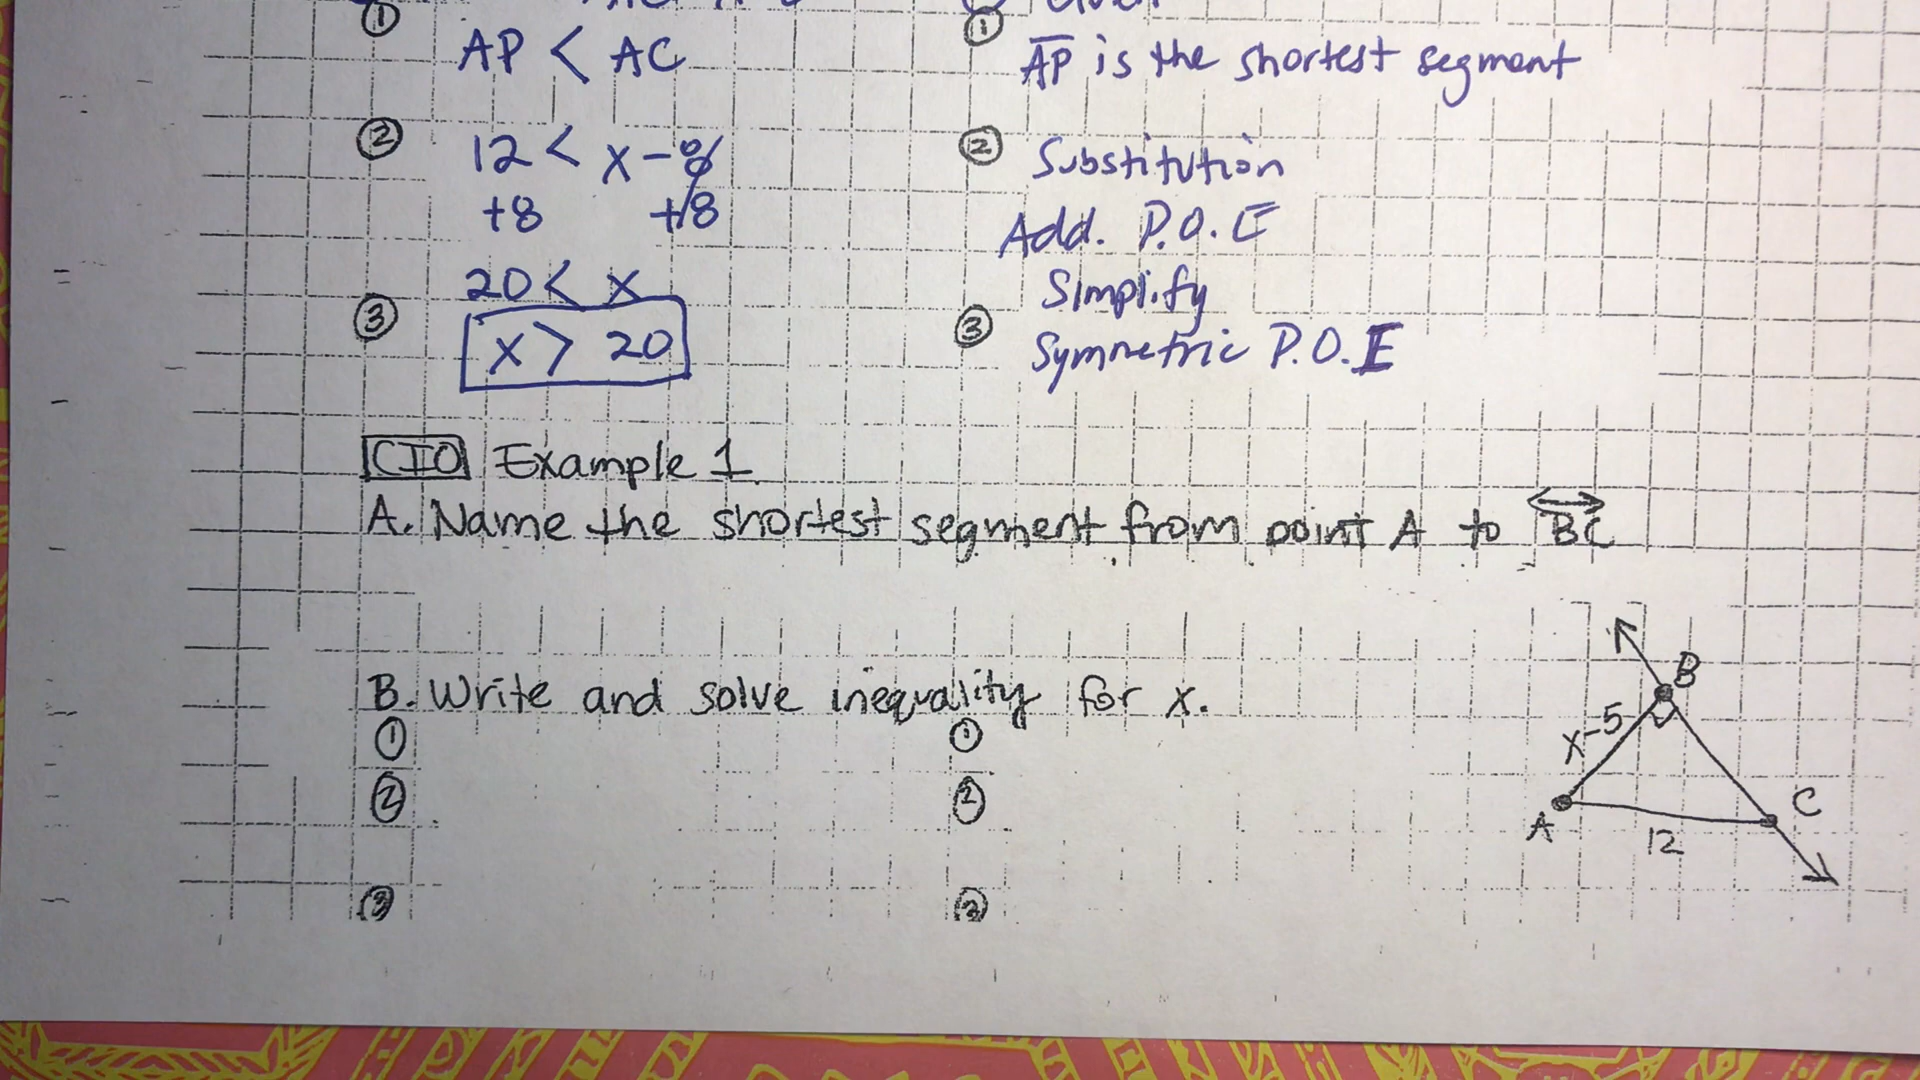 ① AP < AC ① AP is the shortest segment
② 12 < x - 8 ② Substitution
+8 +8 Add. P.O.E
20 < x Simplify
③ x > 20 ③ Symmetric P.O.E
CIO Example 1
A. Name the shortest segment from point A to BC
B. Write and solve inequality for x.
① ①
② ②
③ ③
B
x-5
A
C
12